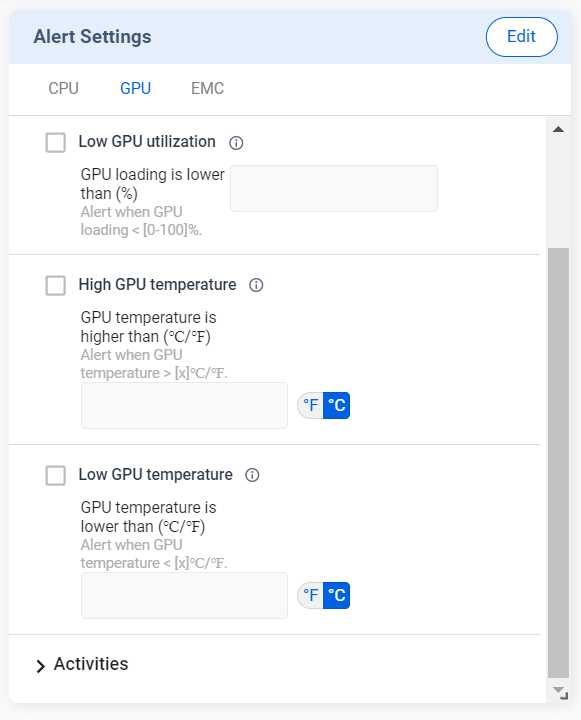 Alert Settings
Edit
CPU
GPU
EMC
Low GPU utilization
GPU loading is lower
than (%)
Alert when GPU
loading < [0-100]%.
High GPU temperature
GPU temperature is
higher than (℃/℉)
Alert when GPU
temperature > [x]℃/℉.
°F °C
Low GPU temperature
GPU temperature is
lower than (℃/℉)
Alert when GPU
temperature < [x]℃/℉.
°F °C
Activities